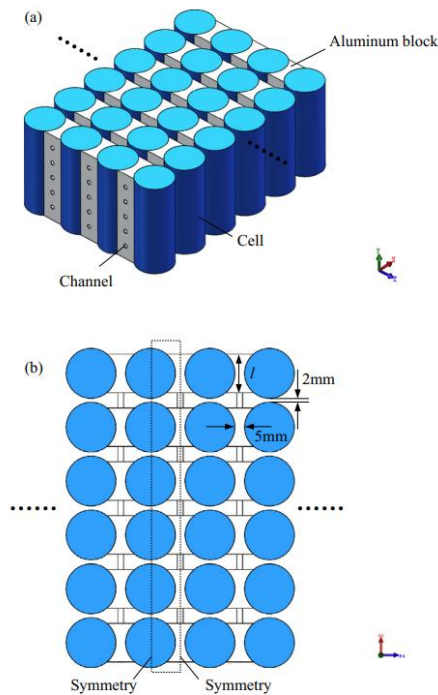 (a)
Aluminum block
Cell
Channel
(b)
l
2mm
5mm
Symmetry Symmetry